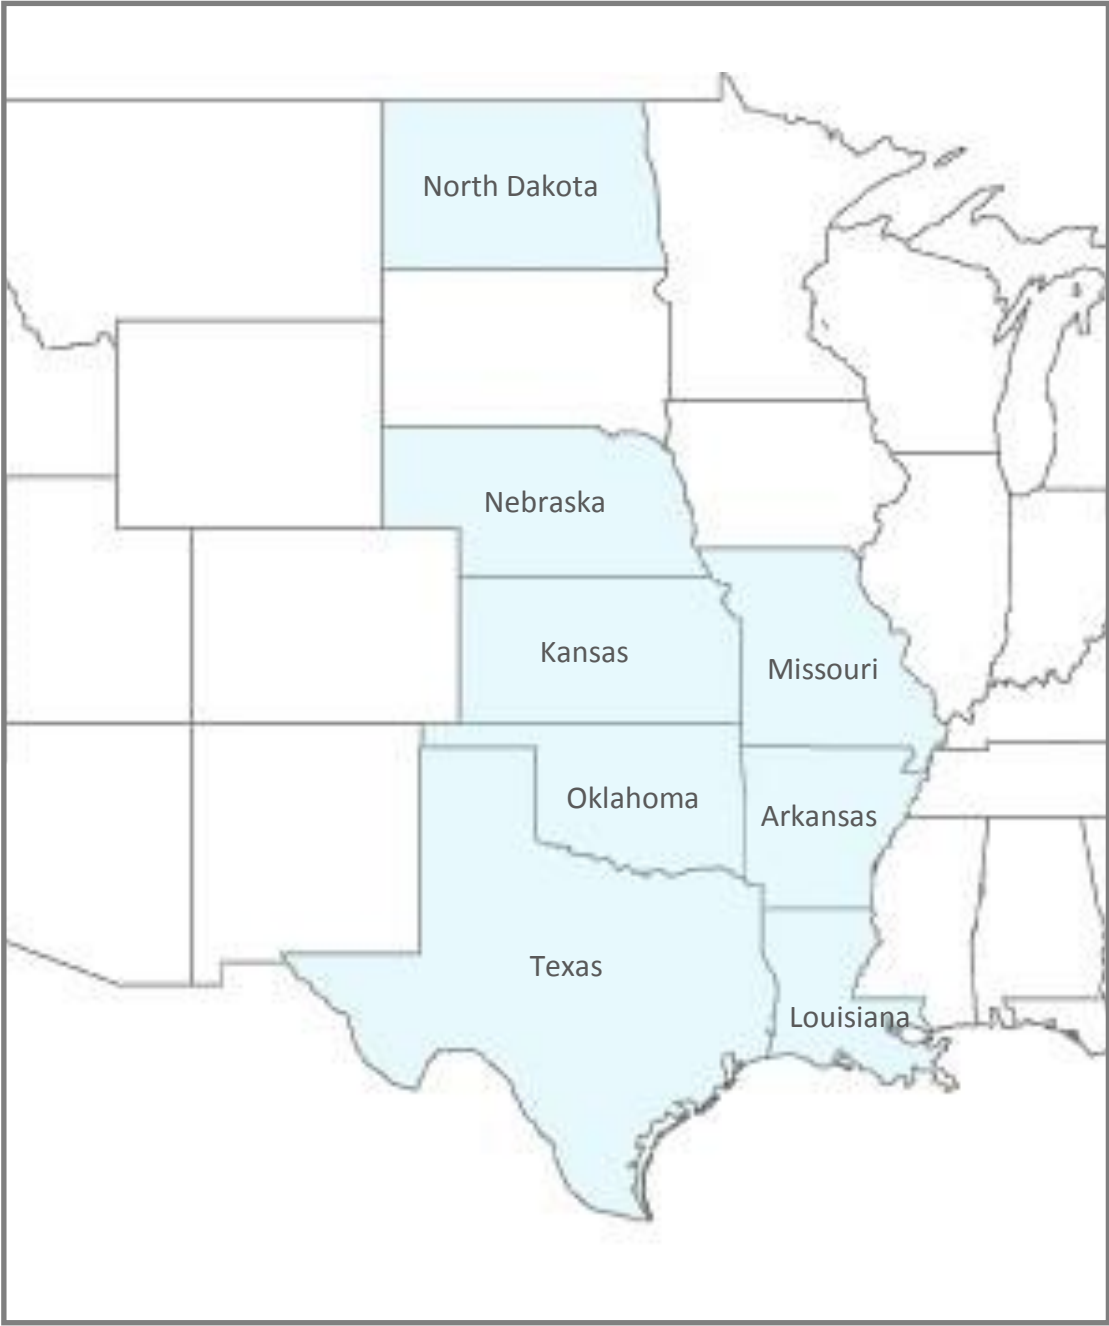 North Dakota
Nebraska
Kansas
Missouri
Oklahoma
Arkansas
Texas
Louisiana